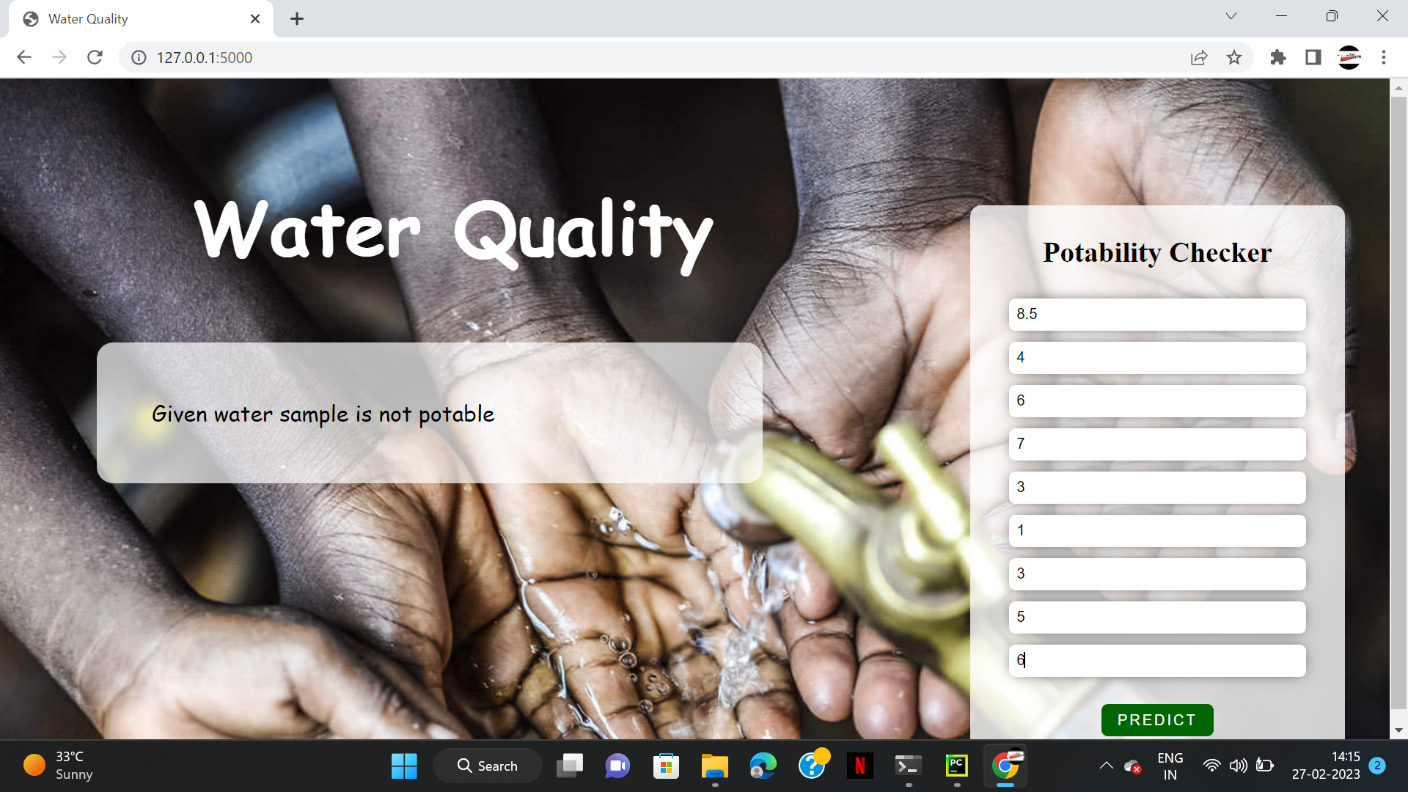 Water Quality
127.0.0.1:5000
Water Quality
Given water sample is not potable
Potability Checker
8.5
4
6
7
3
1
3
5
6
PREDICT
33°C
Sunny
Search
PC
N
ENG
IN
14:15
27-02-2023
2